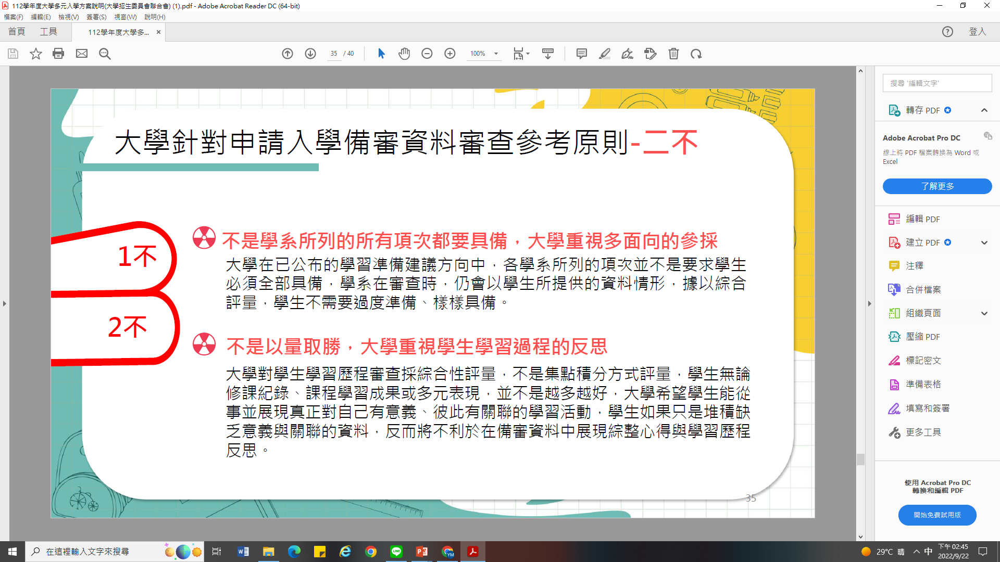 112學年度大學多元入學方案說明(大學招生委員會聯合會) (1).pdf - Adobe Acrobat Reader DC (64-bit)
檔案(F) 編輯(E) 檢視(V) 簽署(S) 視窗(W) 說明(H)
首頁 工具 112學年度大學多... × ? 登入
35 / 40 100%
搜尋 '編輯文字'
轉存 PDF
Adobe Acrobat Pro DC
線上將 PDF 檔案轉換為 Word 或
Excel
了解更多
編輯 PDF
建立 PDF
注釋
合併檔案
組織頁面
壓縮 PDF
標記密文
準備表格
填寫和簽署
更多工具
使用 Acrobat Pro DC
轉換和編輯 PDF
開始免費試用版
大學針對申請入學備審資料審查參考原則-二不
1不
不是學系所列的所有項次都要具備，大學重視多面向的參採
大學在已公布的學習準備建議方向中，各學系所列的項次並不是要求學生
必須全部具備，學系在審查時，仍會以學生所提供的資料情形，據以綜合
評量，學生不需要過度準備、樣樣具備。
2不
不是以量取勝，大學重視學生學習過程的反思
大學對學生學習歷程審查採綜合性評量，不是集點積分方式評量，學生無論
修課紀錄、課程學習成果或多元表現，並不是越多越好，大學希望學生能從
事並展現真正對自己有意義、彼此有關聯的學習活動，學生如果只是堆積缺
乏意義與關聯的資料，反而將不利於在備審資料中展現綜整心得與學習歷程
反思。
35
在這裡輸入文字來搜尋
LINE
YM
29°C 晴
中
下午 02:45
2022/9/22